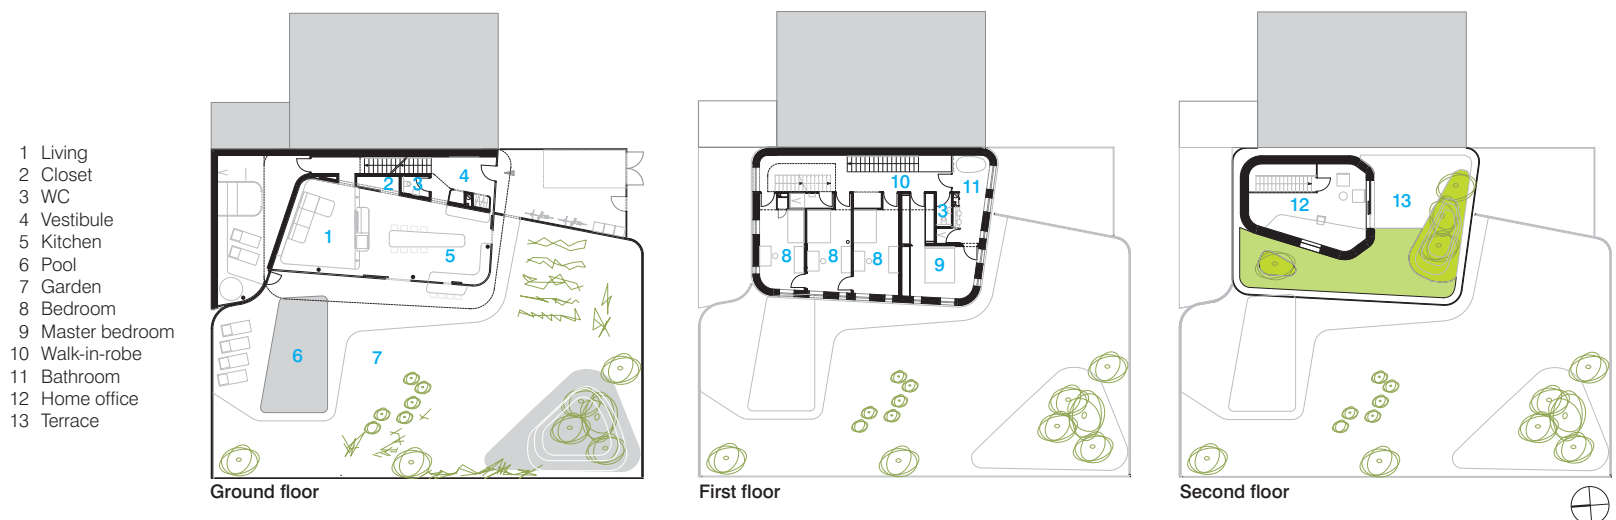 1 Living
2 Closet
3 WC
4 Vestibule
5 Kitchen
6 Pool
7 Garden
8 Bedroom
9 Master bedroom
10 Walk-in-robe
11 Bathroom
12 Home office
13 Terrace
2 3 4
1
5
6
7
Ground floor
10 11
3
8 8 8 9
First floor
12 13
Second floor